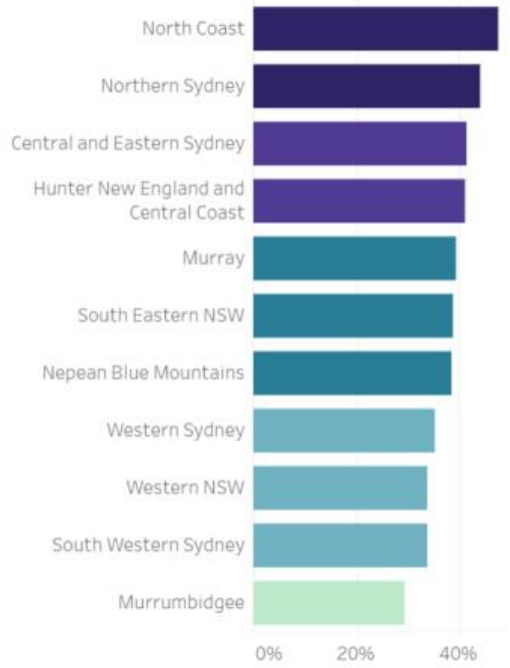 North Coast
Northern Sydney
Central and Eastern Sydney
Hunter New England and
Central Coast
Murray
South Eastern NSW
Nepean Blue Mountains
Western Sydney
Western NSW
South Western Sydney
Murrumbidgee
0% 20% 40%